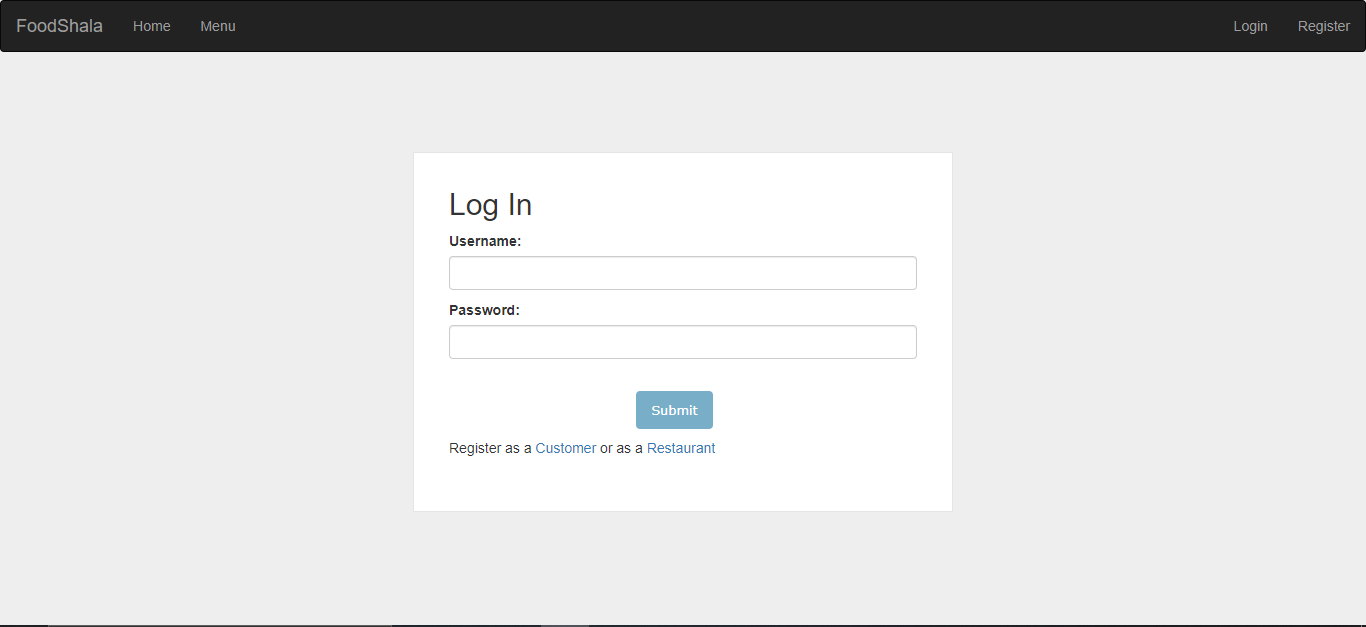 FoodShala Home Menu Login Register
Log In
Username:
Password:
Submit
Register as a Customer or as a Restaurant